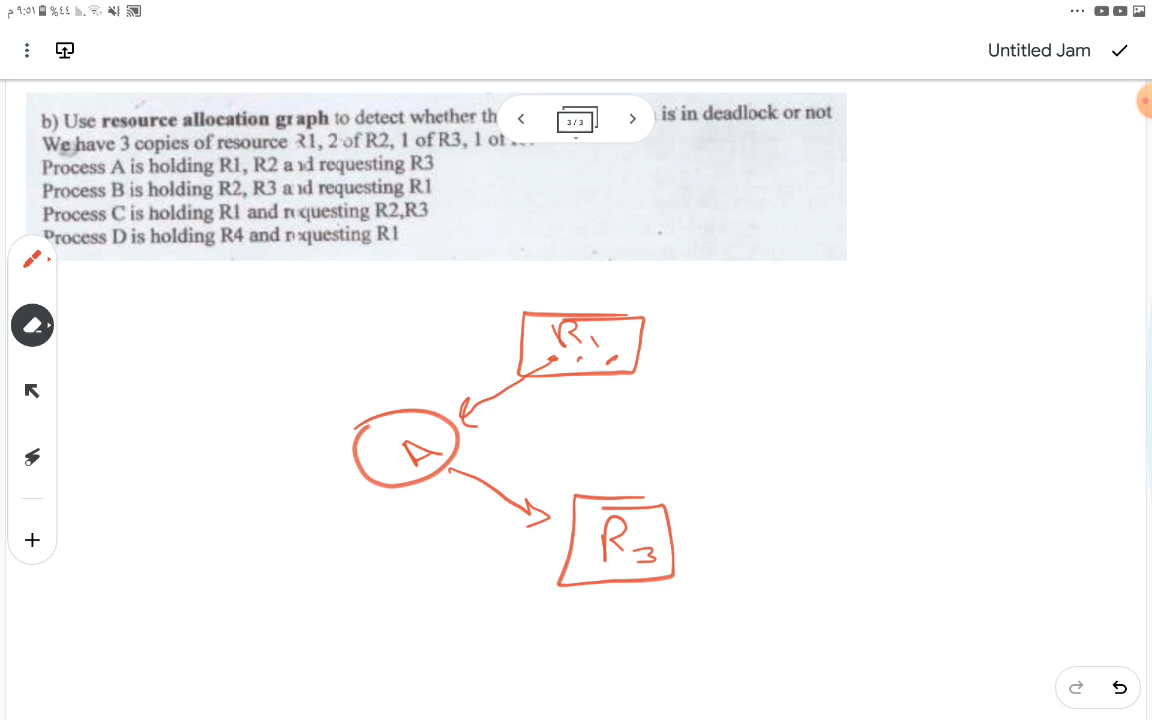 م ٩:٥١ %٤٤
Untitled Jam
b) Use resource allocation graph to detect whether th is in deadlock or not
3 / 3
We have 3 copies of resource R1, 2 of R2, 1 of R3, 1 of
Process A is holding R1, R2 and requesting R3
Process B is holding R2, R3 and requesting R1
Process C is holding R1 and requesting R2,R3
Process D is holding R4 and requesting R1
R1
A
R3